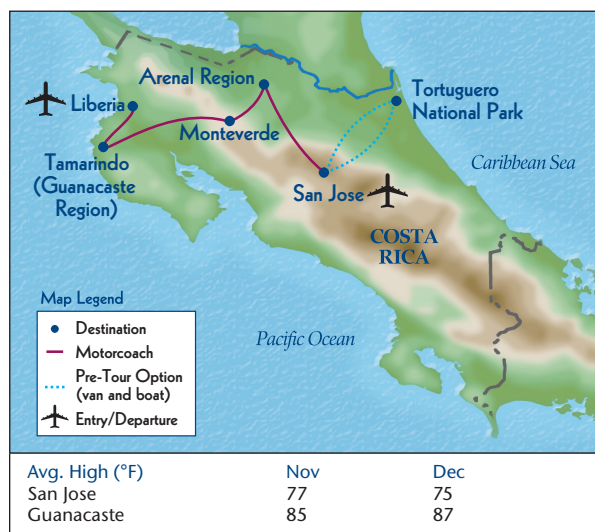 Arenal Region
Liberia
Tortuguero
National Park
Monteverde
Tamarindo
(Guanacaste
Region)
Caribbean Sea
San Jose
COSTA
RICA
Map Legend
Destination
Motorcoach
Pre-Tour Option
(van and boat)
Entry/Departure
Pacific Ocean
Avg. High (°F) Nov Dec
San Jose 77 75
Guanacaste 85 87